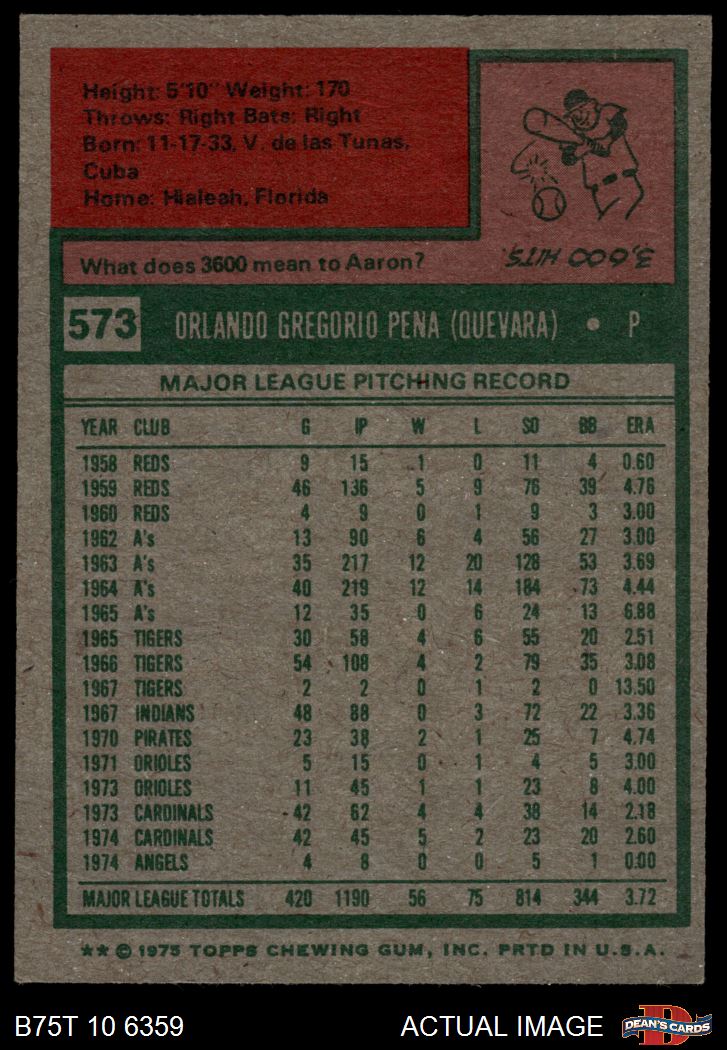 Height: 5'10" Weight: 170
Throws: Right Bats: Right
Born: 11-17-33, V. de las Tunas,
Cuba
Home: Hialeah, Florida
3,600 HITS.
What does 3600 mean to Aaron?
573 ORLANDO GREGORIO PENA (QUEVARA) • P
MAJOR LEAGUE PITCHING RECORD
YEAR CLUB G IP W L SO BB ERA
1958 REDS 9 15 1 0 11 4 0.60
1959 REDS 46 136 5 9 76 39 4.76
1960 REDS 4 9 0 1 9 3 3.00
1962 A's 13 90 6 4 56 27 3.00
1963 A's 35 217 12 20 128 53 3.69
1964 A's 40 219 12 14 184 73 4.44
1965 A's 12 35 0 6 24 13 6.88
1965 TIGERS 30 58 4 6 55 20 2.51
1966 TIGERS 54 108 4 2 79 35 3.08
1967 TIGERS 2 2 0 1 2 0 13.50
1967 INDIANS 48 88 0 3 72 22 3.36
1970 PIRATES 23 38 2 1 25 7 4.74
1971 ORIOLES 5 15 0 1 4 5 3.00
1973 ORIOLES 11 45 1 1 23 8 4.00
1973 CARDINALS 42 62 4 4 38 14 2.18
1974 CARDINALS 42 45 5 2 23 20 2.60
1974 ANGELS 4 8 0 0 5 1 0.00
MAJOR LEAGUE TOTALS 420 1190 56 75 814 344 3.72
★★ © 1975 TOPPS CHEWING GUM, INC. PRTD IN U.S.A.
B75T 10 6359 ACTUAL IMAGE D DEAN'S CARDS